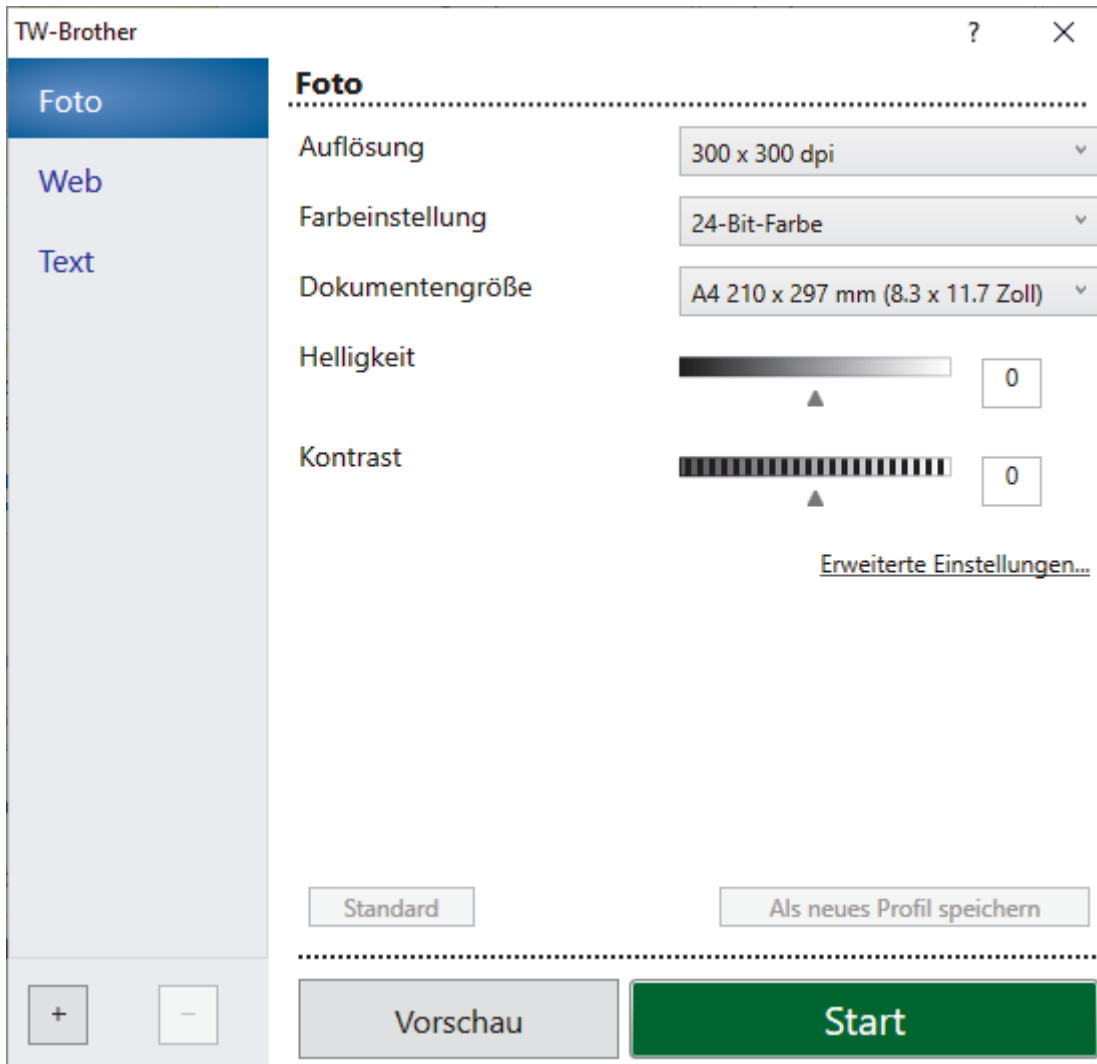 TW-Brother ?
Foto
Web
Text
Foto
Auflösung 300 x 300 dpi
Farbeinstellung 24-Bit-Farbe
Dokumentengröße A4 210 x 297 mm (8.3 x 11.7 Zoll)
Helligkeit 0
Kontrast 0
Erweiterte Einstellungen...
Standard Als neues Profil speichern
+ − Vorschau Start